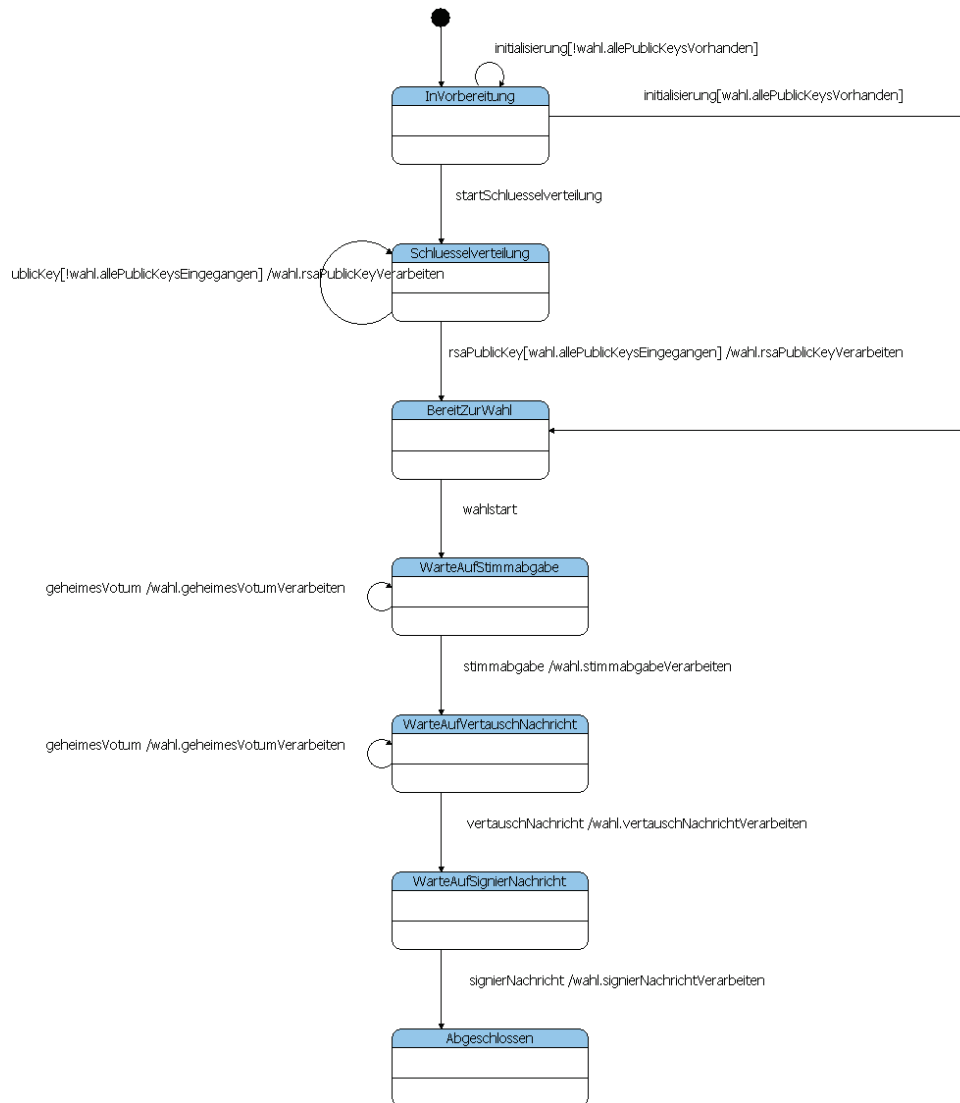 initialisierung[!wahl.allePublicKeysVorhanden]
InVorbereitung
initialisierung[wahl.allePublicKeysVorhanden]
startSchluesselverteilung
Schluesselverteilung
ublicKey[!wahl.allePublicKeysEingegangen] /wahl.rsaPublicKeyVerarbeiten
rsaPublicKey[wahl.allePublicKeysEingegangen] /wahl.rsaPublicKeyVerarbeiten
BereitZurWahl
wahlstart
WarteAufStimmabgabe
geheimesVotum /wahl.geheimesVotumVerarbeiten
stimmabgabe /wahl.stimmabgabeVerarbeiten
WarteAufVertauschNachricht
geheimesVotum /wahl.geheimesVotumVerarbeiten
vertauschNachricht /wahl.vertauschNachrichtVerarbeiten
WarteAufSignierNachricht
signierNachricht /wahl.signierNachrichtVerarbeiten
Abgeschlossen